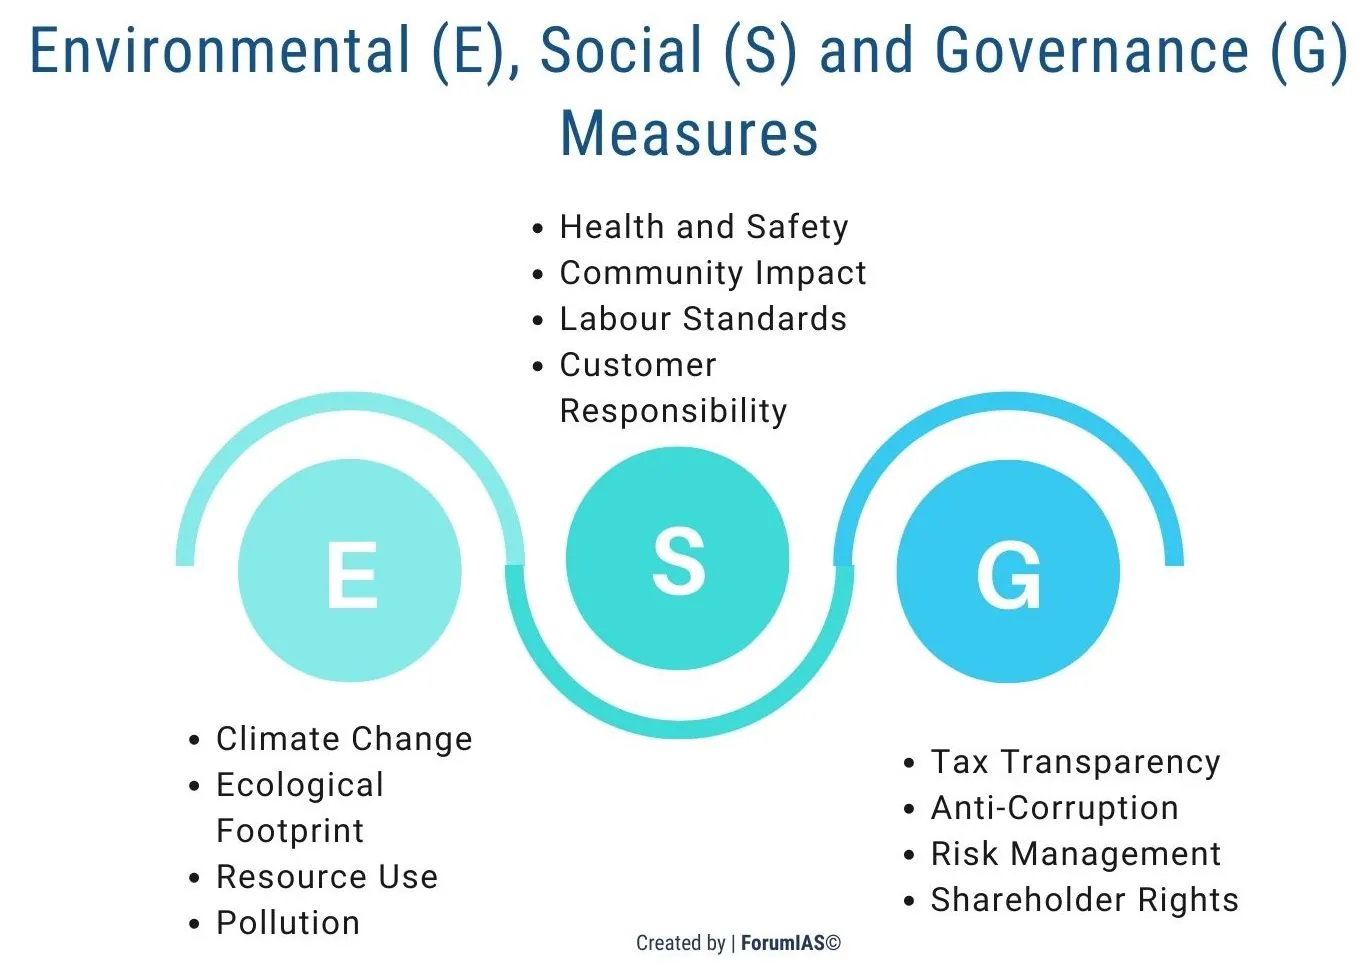 Environmental (E), Social (S) and Governance (G)
Measures
• Health and Safety
• Community Impact
• Labour Standards
• Customer
Responsibility
E
S
G
• Climate Change
• Ecological
Footprint
• Resource Use
• Pollution
• Tax Transparency
• Anti-Corruption
• Risk Management
• Shareholder Rights
Created by | ForumIAS©